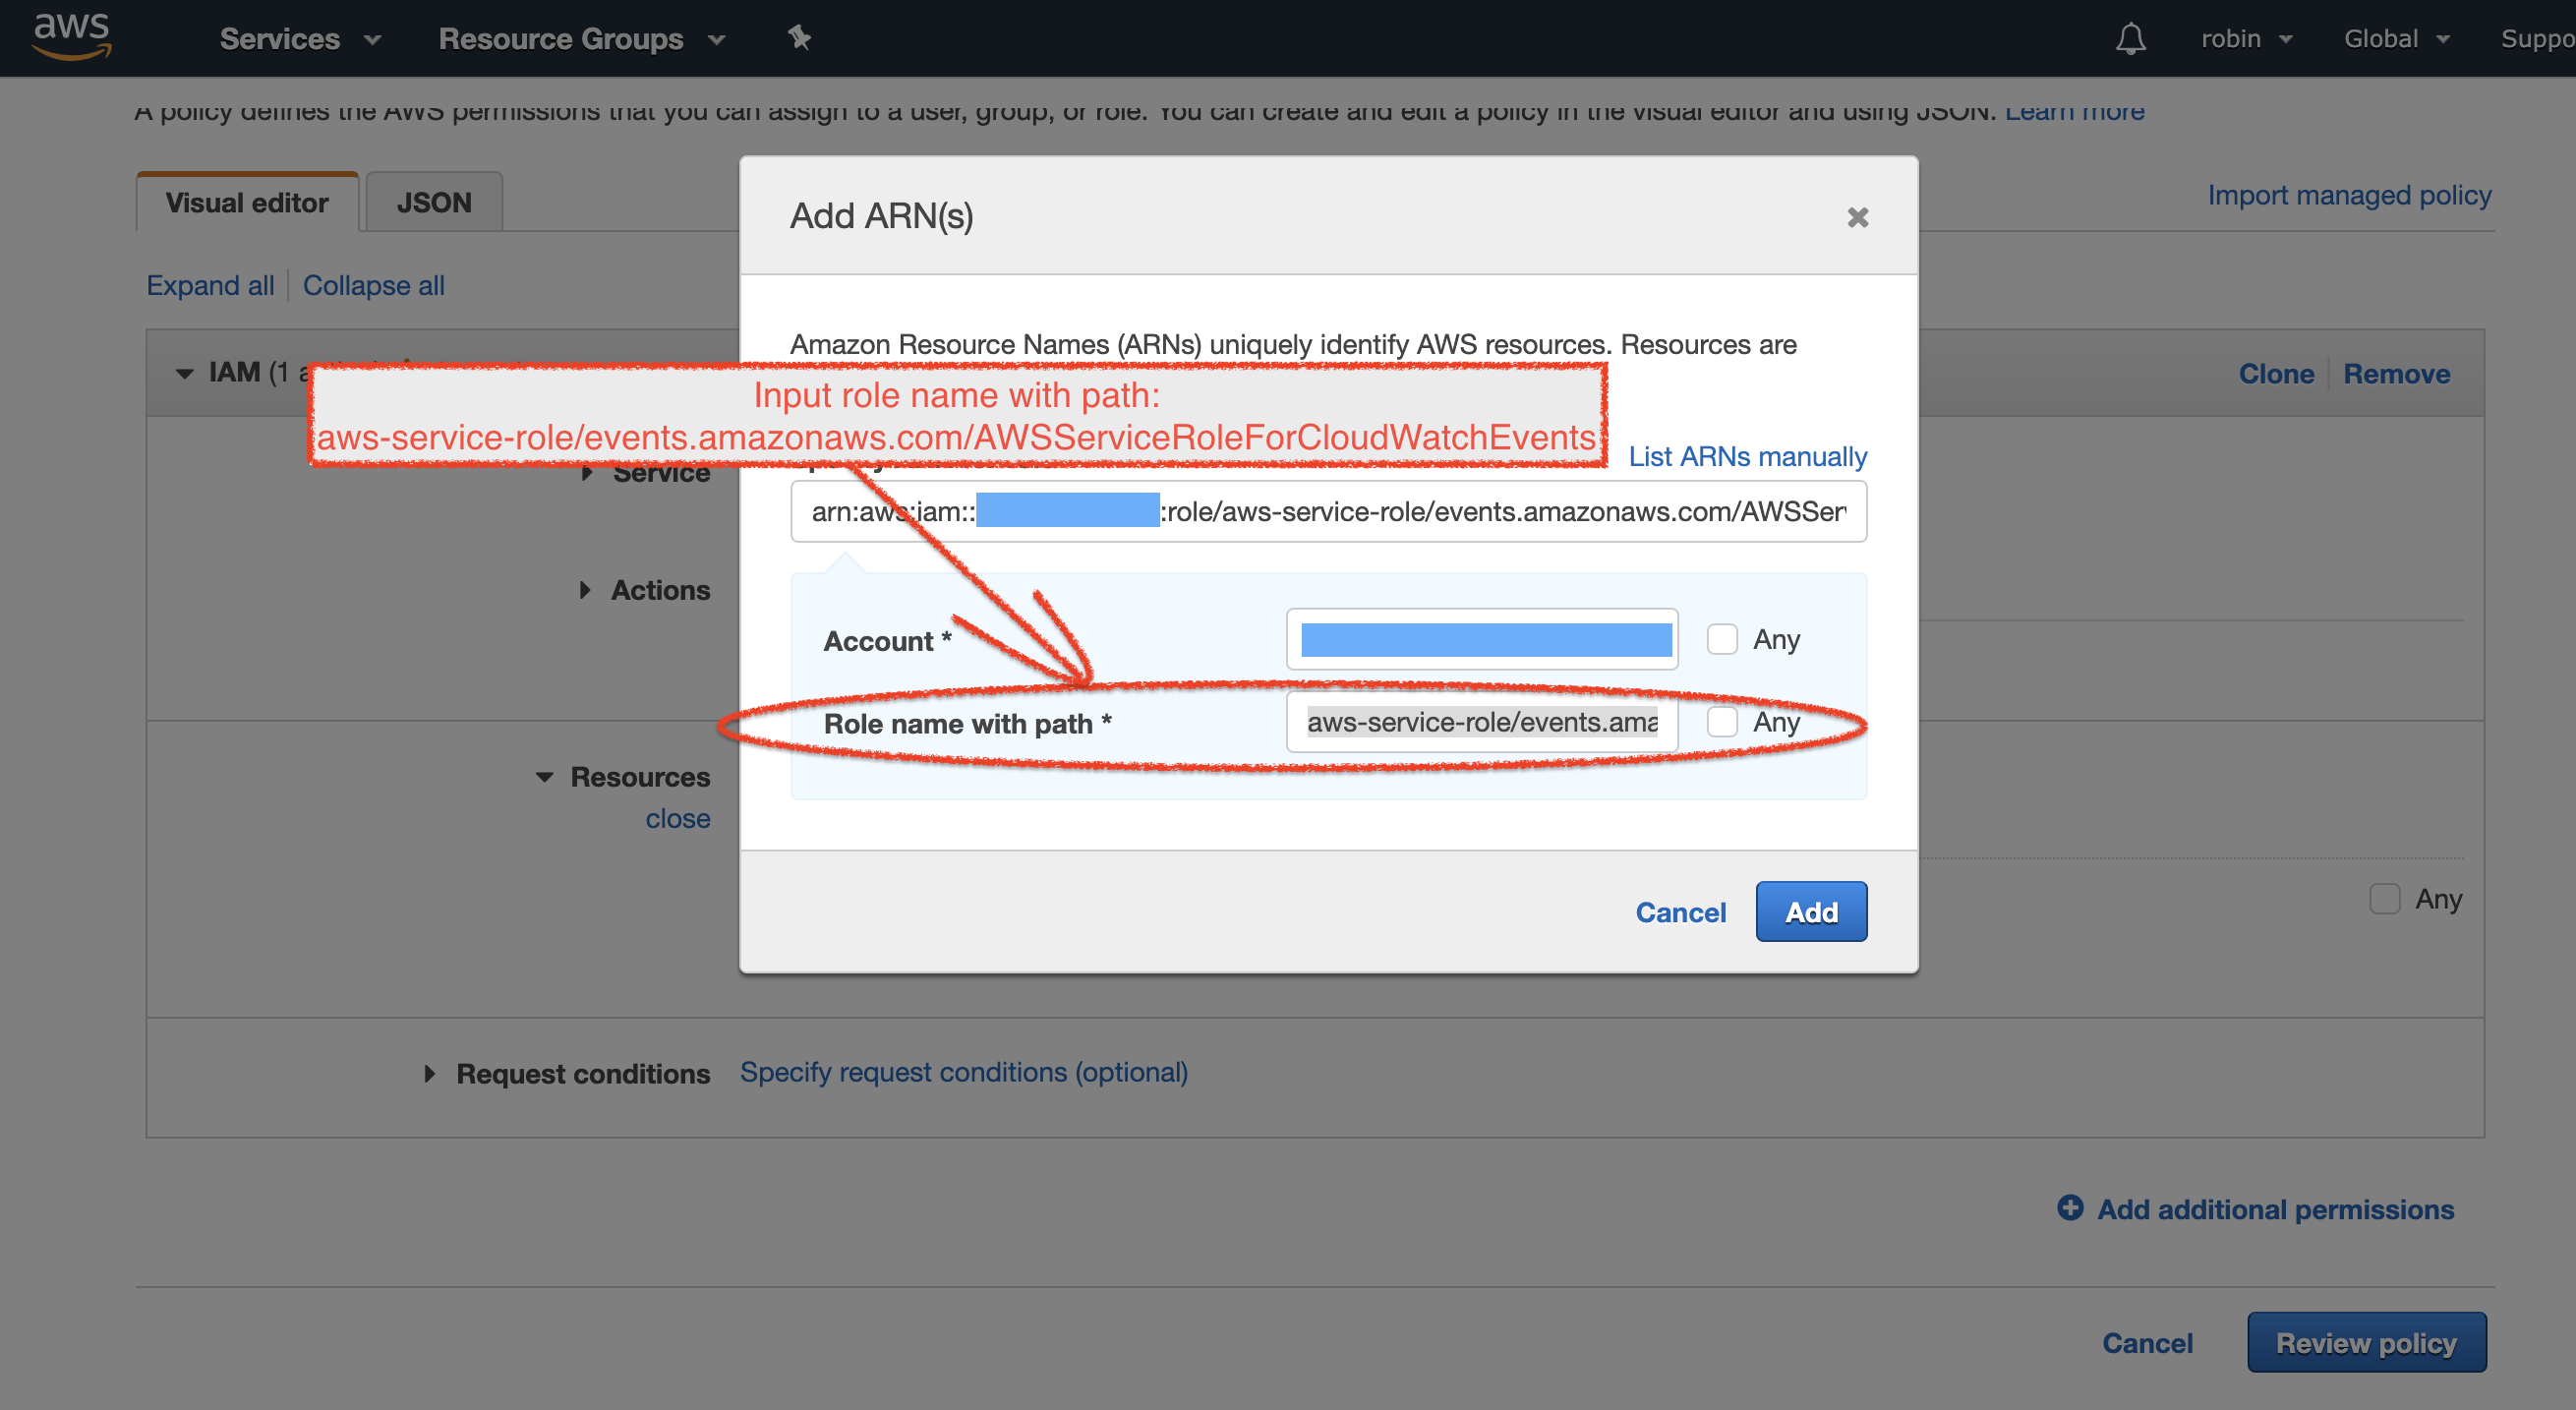 aws
Services
Resource Groups
robin
Global
Suppo
A policy defines the AWS permissions that you can assign to a user, group, or role. You can create and edit a policy in the visual editor and using JSON. Learn more
Visual editor
JSON
Import managed policy
Expand all
Collapse all
Add ARN(s)
Amazon Resource Names (ARNs) uniquely identify AWS resources. Resources are
IAM (1 a
Clone
Remove
Input role name with path:
aws-service-role/events.amazonaws.com/AWSServiceRoleForCloudWatchEvents
List ARNs manually
Service
arn:aws:iam::
:role/aws-service-role/events.amazonaws.com/AWSSer
Actions
Account *
Any
Role name with path *
aws-service-role/events.ama
Any
Resources
close
Cancel
Add
Any
Request conditions
Specify request conditions (optional)
Add additional permissions
Cancel
Review policy